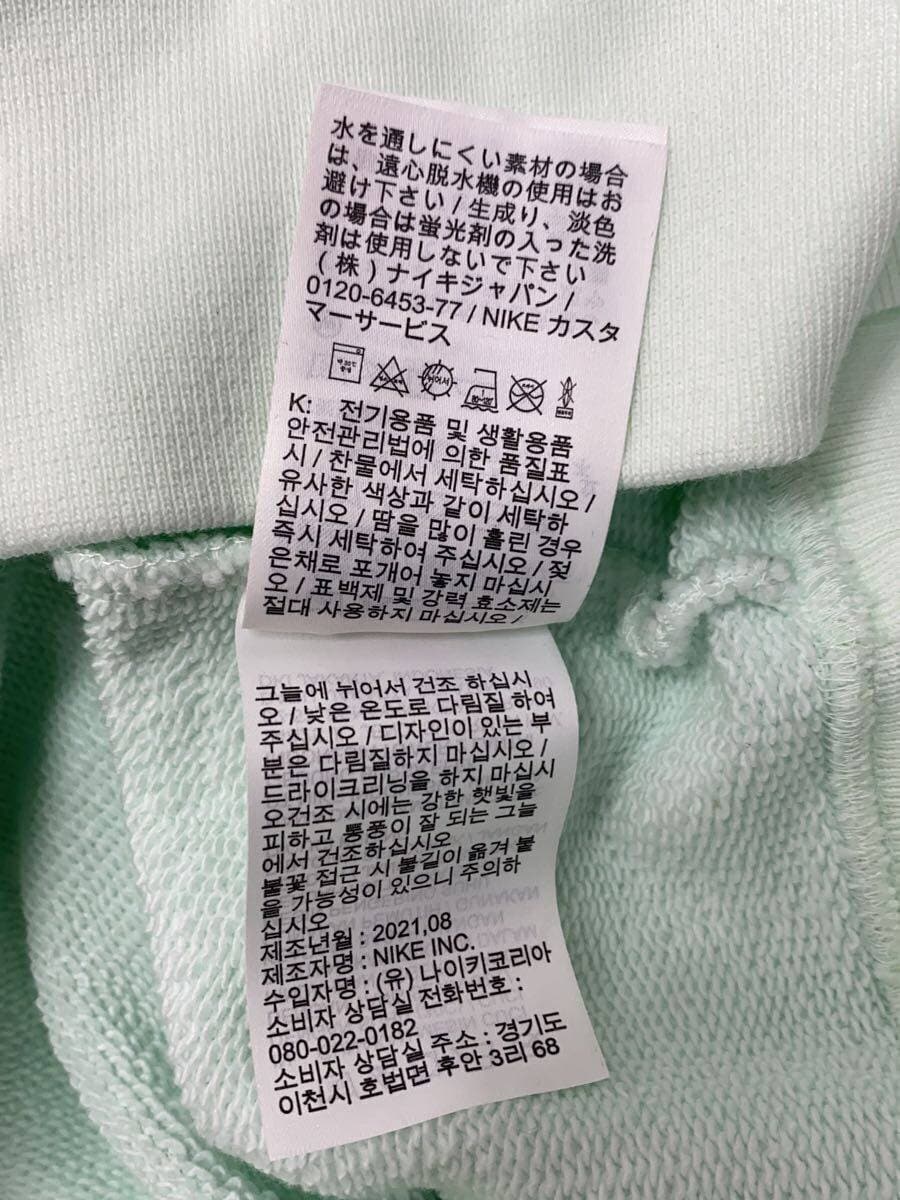 水を通しにくい素材の場合
は、遠心脱水機の使用はお
避け下さい / 生成り、淡色
の場合は蛍光剤の入った洗
剤は使用しないで下さい
(株) ナイキジャパン /
0120-6453-77 / NIKE カスタ
マーサービス
K: 전기용품 및 생활용품
안전관리법에 의한 품질표
시 / 찬물에서 세탁하십시오 /
유사한 색상과 같이 세탁하
십시오 / 땀을 많이 흘린 경우
즉시 세탁하여 주십시오 / 젖
은채로 포개어 놓지 마십시
오 / 표백제 및 강력 효소제는
절대 사용하지 마십시오 /
그늘에 뉘어서 건조 하십시
오 / 낮은 온도로 다림질 하여
주십시오 / 디자인이 있는 부
분은 다림질하지 마십시오 /
드라이크리닝을 하지 마십시
오건조 시에는 강한 햇빛을
피하고 통풍이 잘 되는 그늘
에서 건조하십시오
불꽃 접근 시 불길이 옮겨 붙
을 가능성이 있으니 주의하
십시오
제조년월 : 2021,08
제조자명 : NIKE INC.
수입자명 : (유) 나이키코리아
소비자 상담실 전화번호 :
080-022-0182
소비자 상담실 주소 : 경기도
이천시 호법면 후안 3리 68